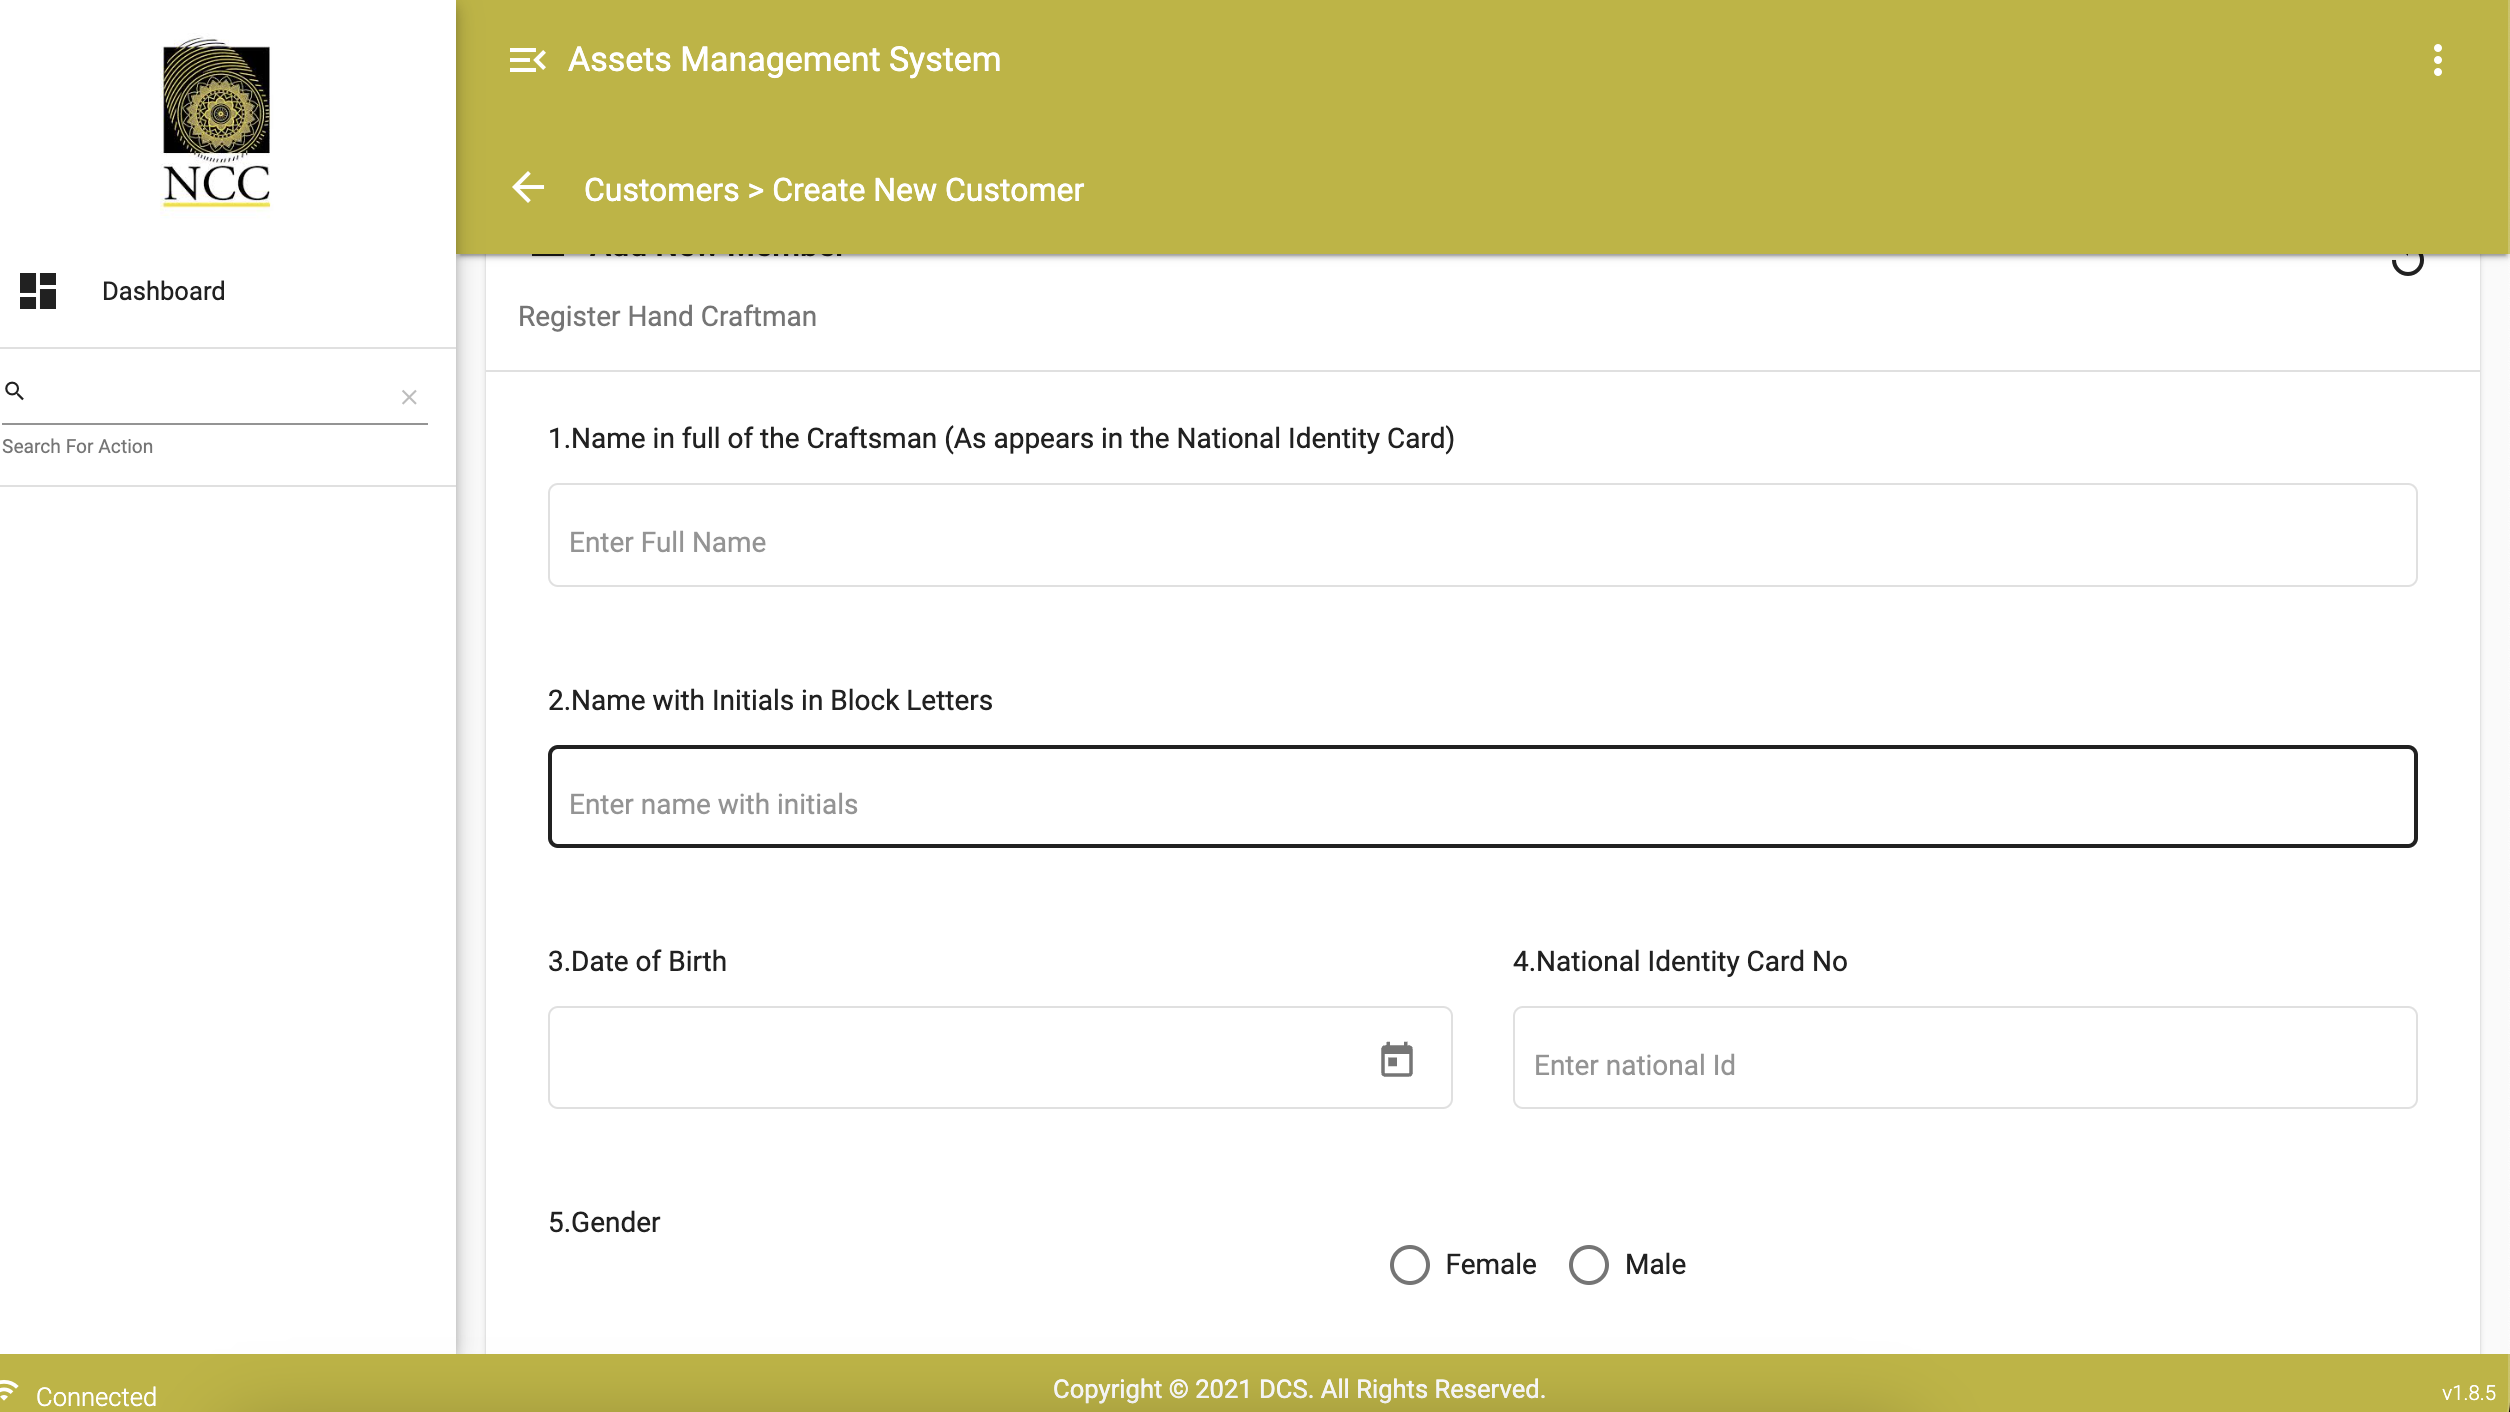 NCC
Assets Management System
Customers > Create New Customer
Dashboard
Search For Action
Add New Member
Register Hand Craftman
1.Name in full of the Craftsman (As appears in the National Identity Card)
Enter Full Name
2.Name with Initials in Block Letters
Enter name with initials
3.Date of Birth
4.National Identity Card No
Enter national Id
5.Gender
Female
Male
Connected
Copyright © 2021 DCS. All Rights Reserved.
v1.8.5